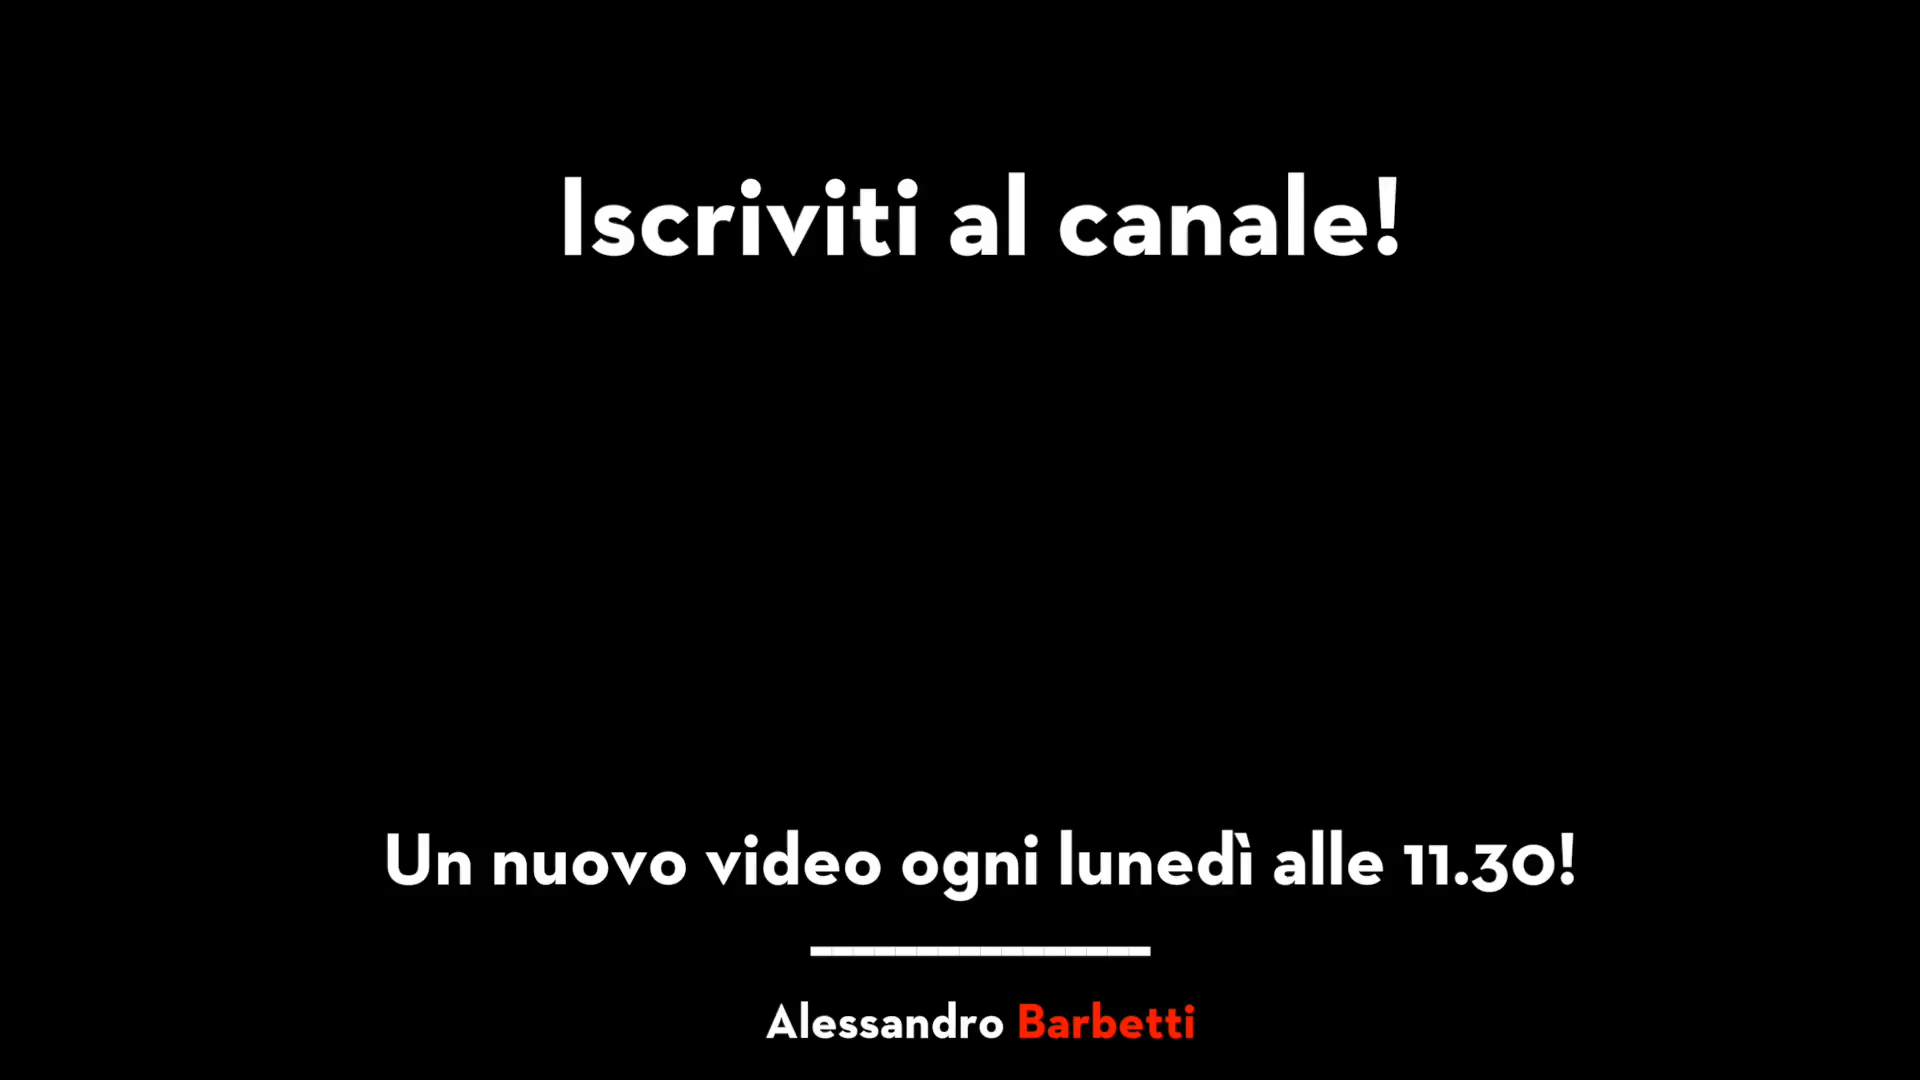 Iscriviti al canale!
Un nuovo video ogni lunedì alle 11.30!
Alessandro Barbetti